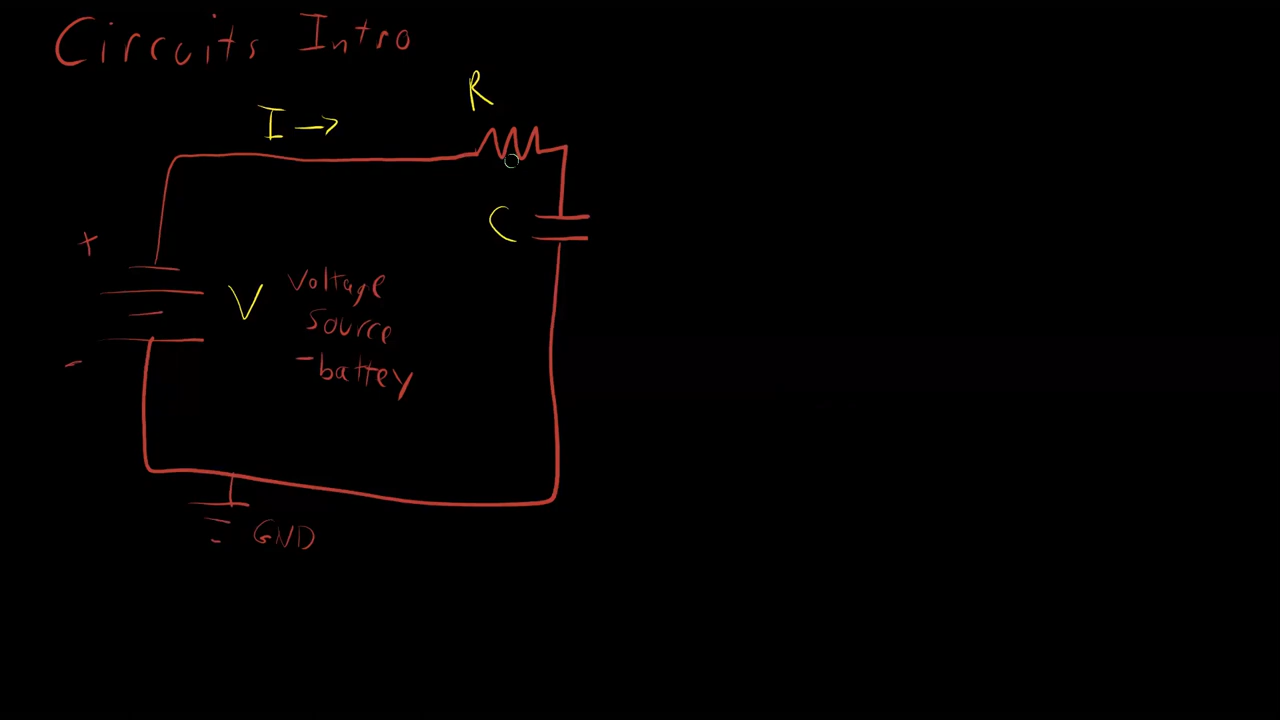 Circuits Intro
R
I →
C
+
V
Voltage
Source
- battey
-
GND